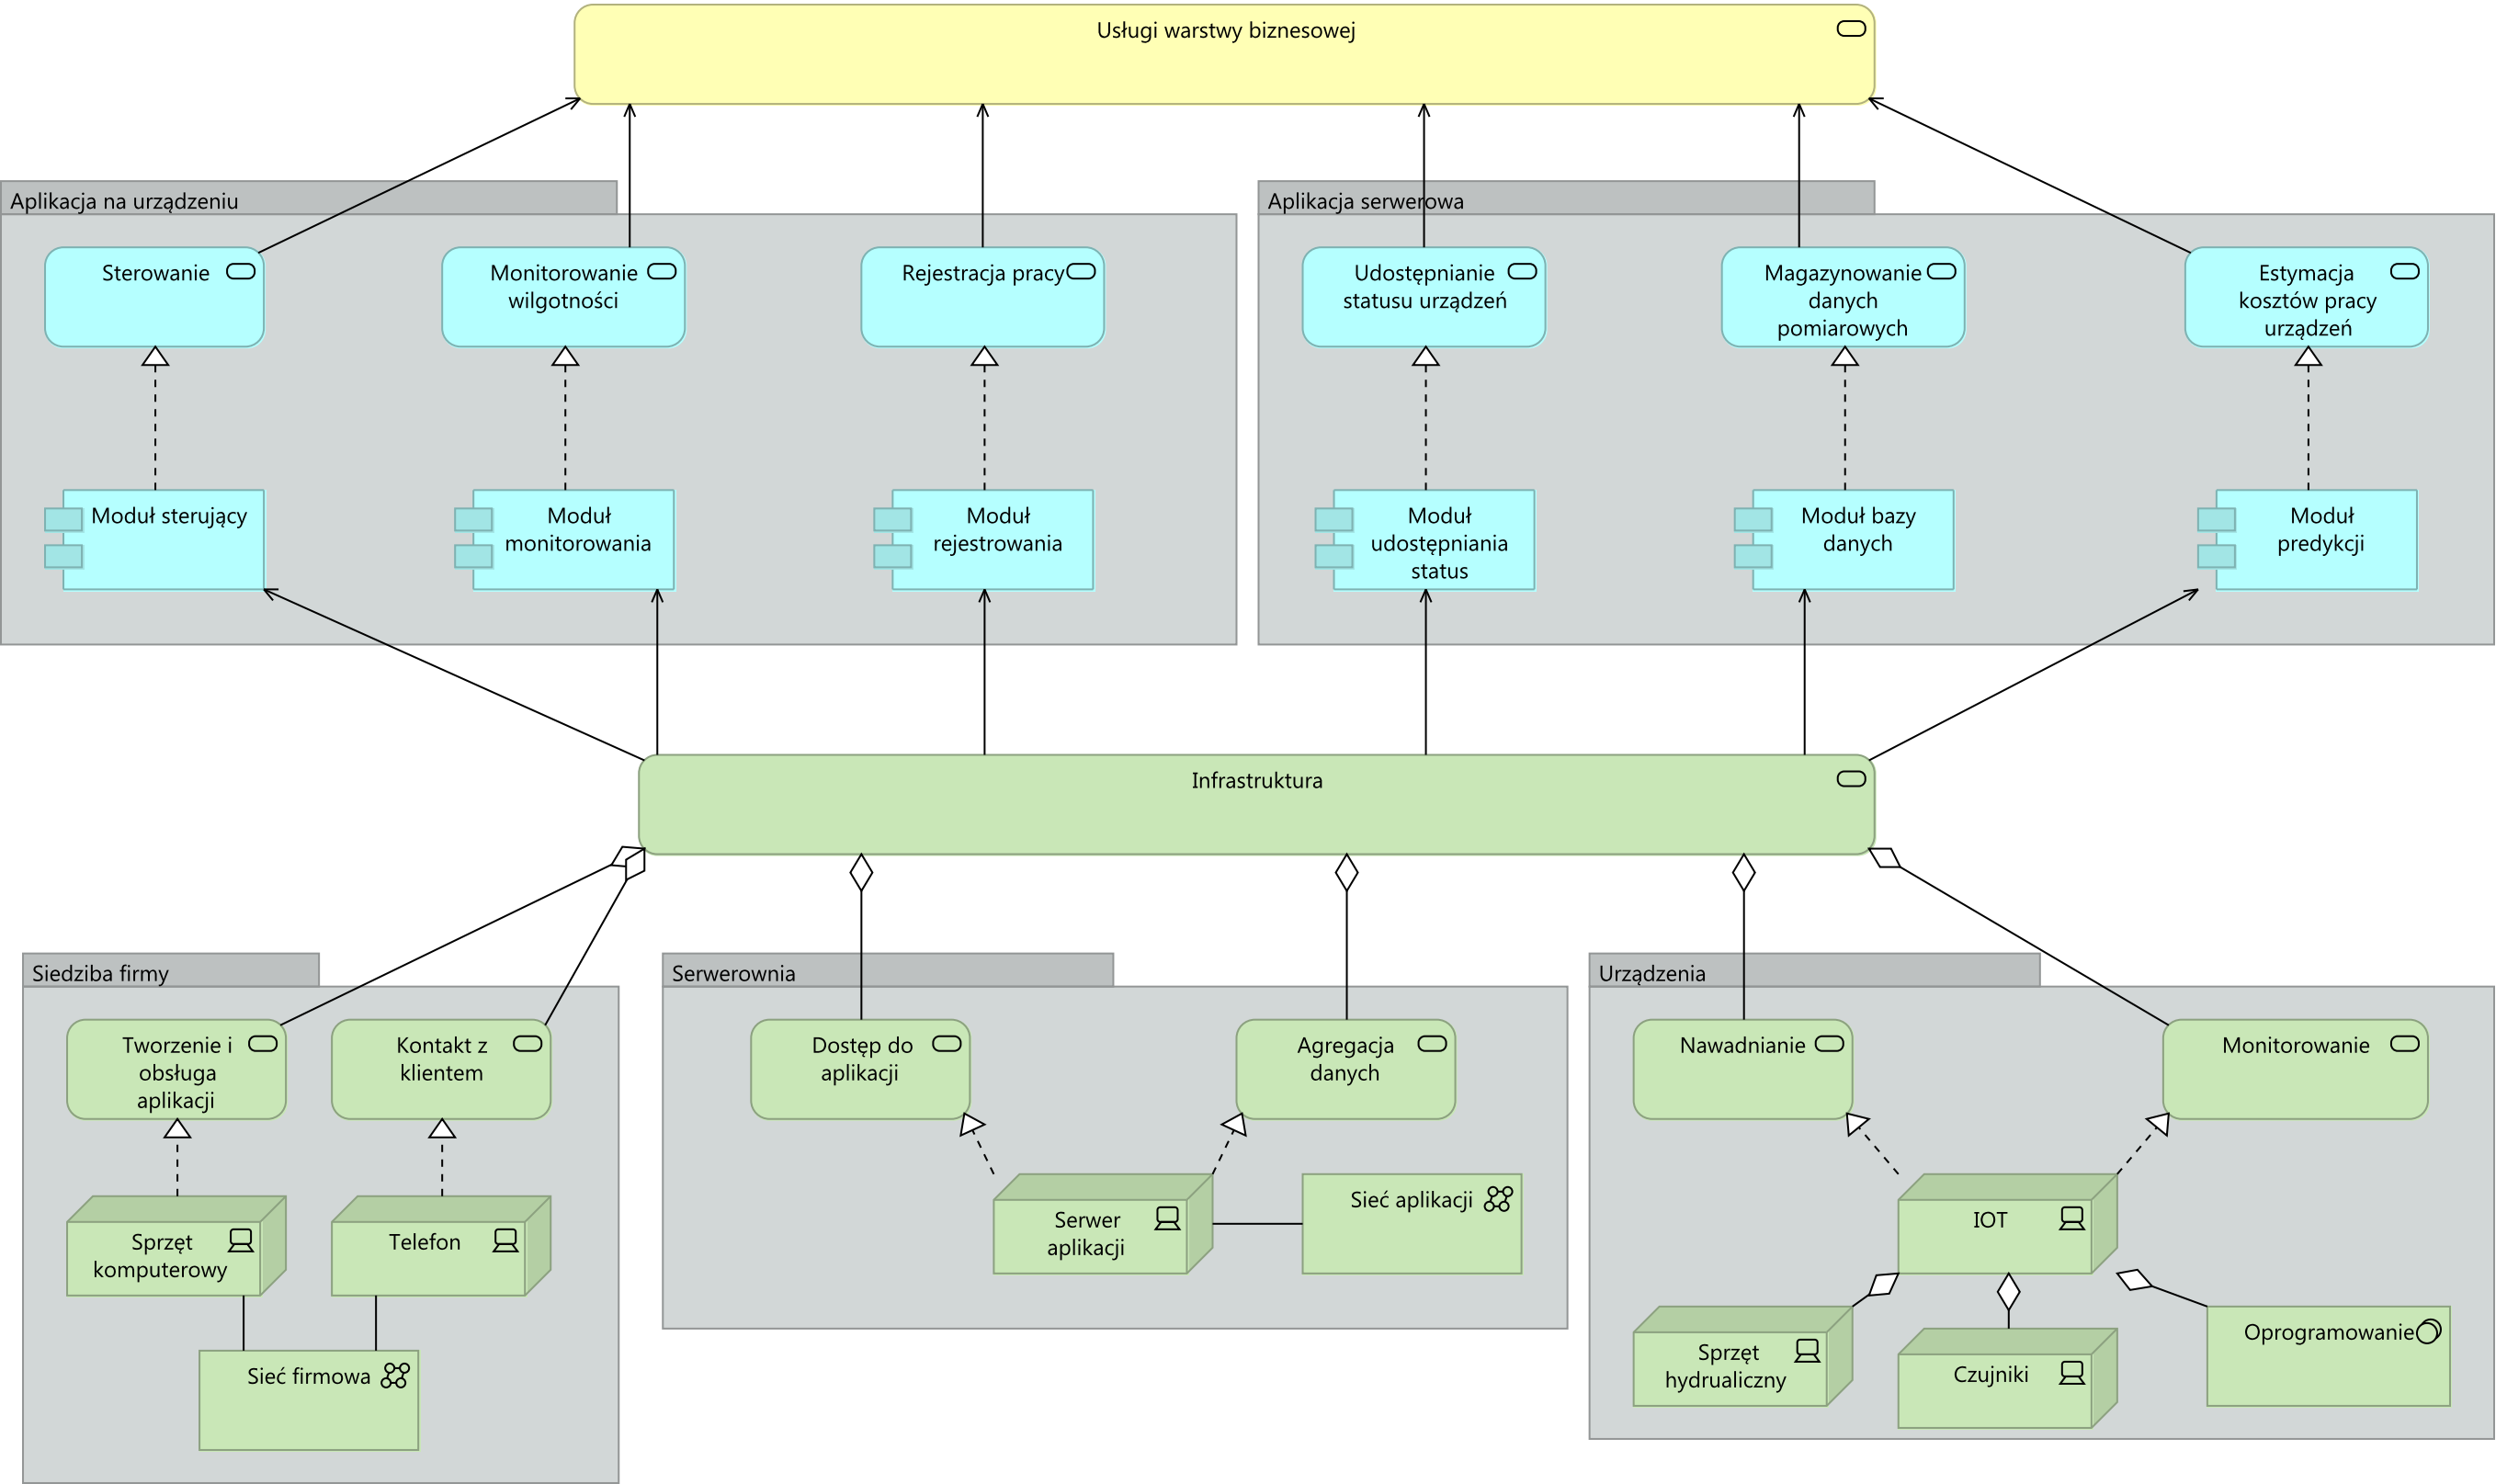 Usługi warstwy biznesowej
Aplikacja na urządzeniu
Aplikacja serwerowa
Sterowanie
Monitorowanie
wilgotności
Rejestracja pracy
Udostępnianie
statusu urządzeń
Magazynowanie
danych
pomiarowych
Estymacja
kosztów pracy
urządzeń
Moduł sterujący
Moduł
monitorowania
Moduł
rejestrowania
Moduł
udostępniania
status
Moduł bazy
danych
Moduł
predykcji
Infrastruktura
Siedziba firmy
Serwerownia
Urządzenia
Tworzenie i
obsługa
aplikacji
Kontakt z
klientem
Dostęp do
aplikacji
Agregacja
danych
Nawadnianie
Monitorowanie
Sprzęt
komputerowy
Telefon
Serwer
aplikacji
Sieć aplikacji
IOT
Sieć firmowa
Sprzęt
hydrualiczny
Czujniki
Oprogramowanie